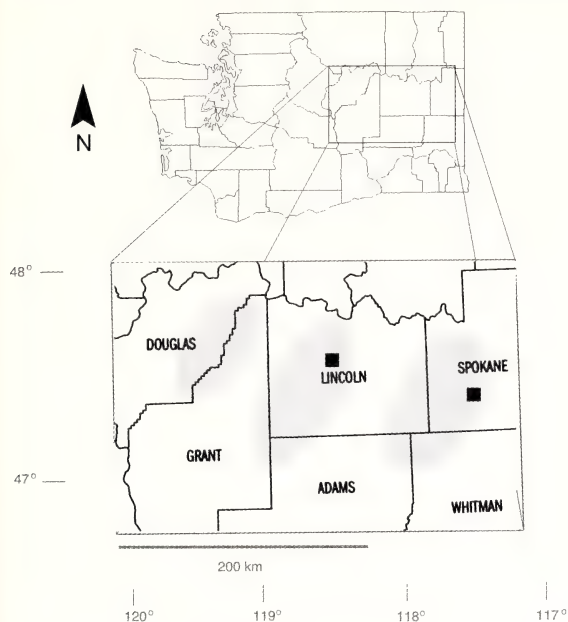 N
48°
DOUGLAS
LINCOLN
SPOKANE
GRANT
47°
ADAMS
WHITMAN
200 km
120° 119° 118° 117°